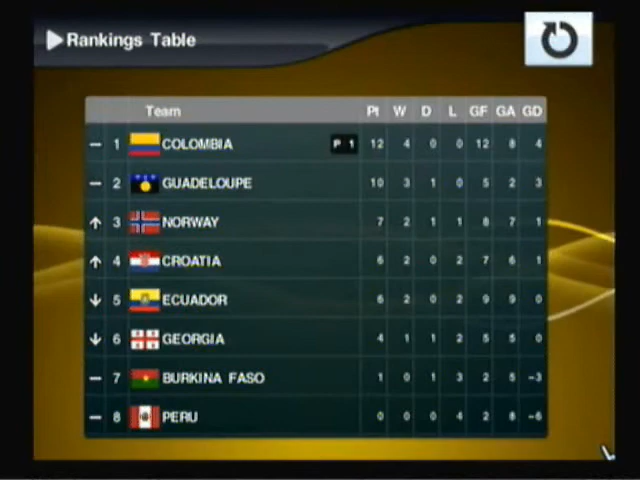 Rankings Table
Team Pt W D L GF GA GD
1 COLOMBIA P 1 12 4 0 0 12 8 4
2 GUADELOUPE 10 3 1 0 5 2 3
3 NORWAY 7 2 1 1 8 7 1
4 CROATIA 6 2 0 2 7 6 1
5 ECUADOR 6 2 0 2 9 9 0
6 GEORGIA 4 1 1 2 5 5 0
7 BURKINA FASO 1 0 1 3 2 5 -3
8 PERU 0 0 0 4 2 8 -6